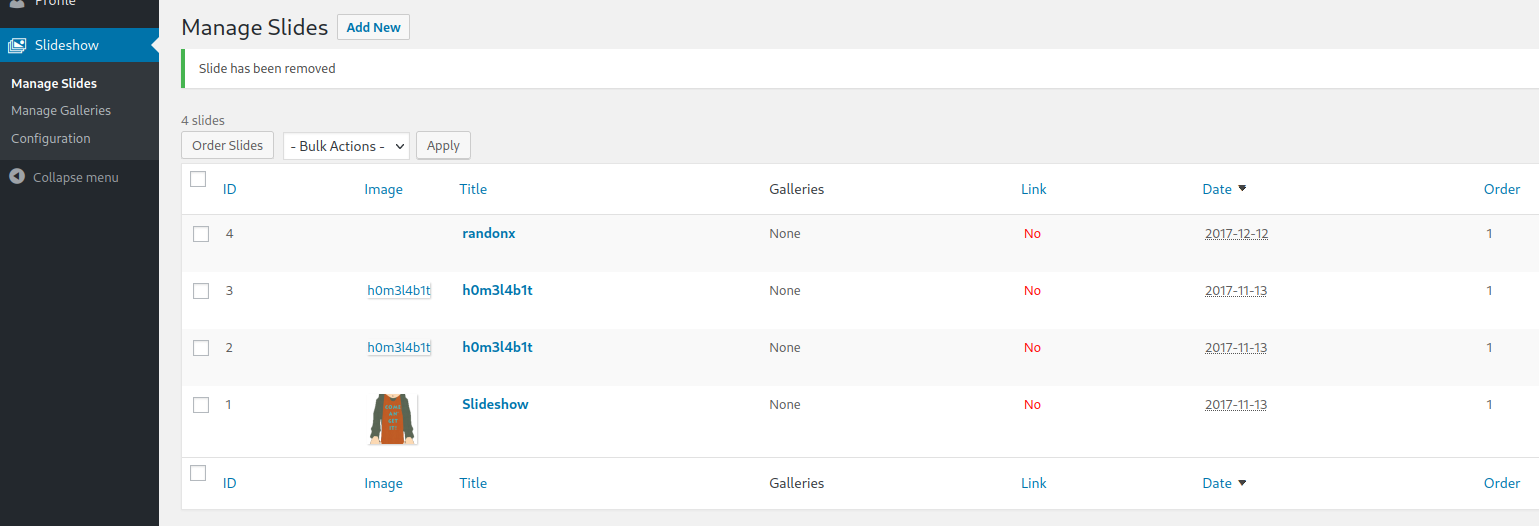 Profile
Manage Slides Add New
Slideshow
Slide has been removed
Manage Slides
Manage Galleries
Configuration
Collapse menu
4 slides
Order Slides - Bulk Actions - Apply
ID Image Title Galleries Link Date Order
4 randonx None No 2017-12-12 1
3 h0m3l4b1t h0m3l4b1t None No 2017-11-13 1
2 h0m3l4b1t h0m3l4b1t None No 2017-11-13 1
1 Slideshow None No 2017-11-13 1
COME
ID Image Title Galleries Link Date Order